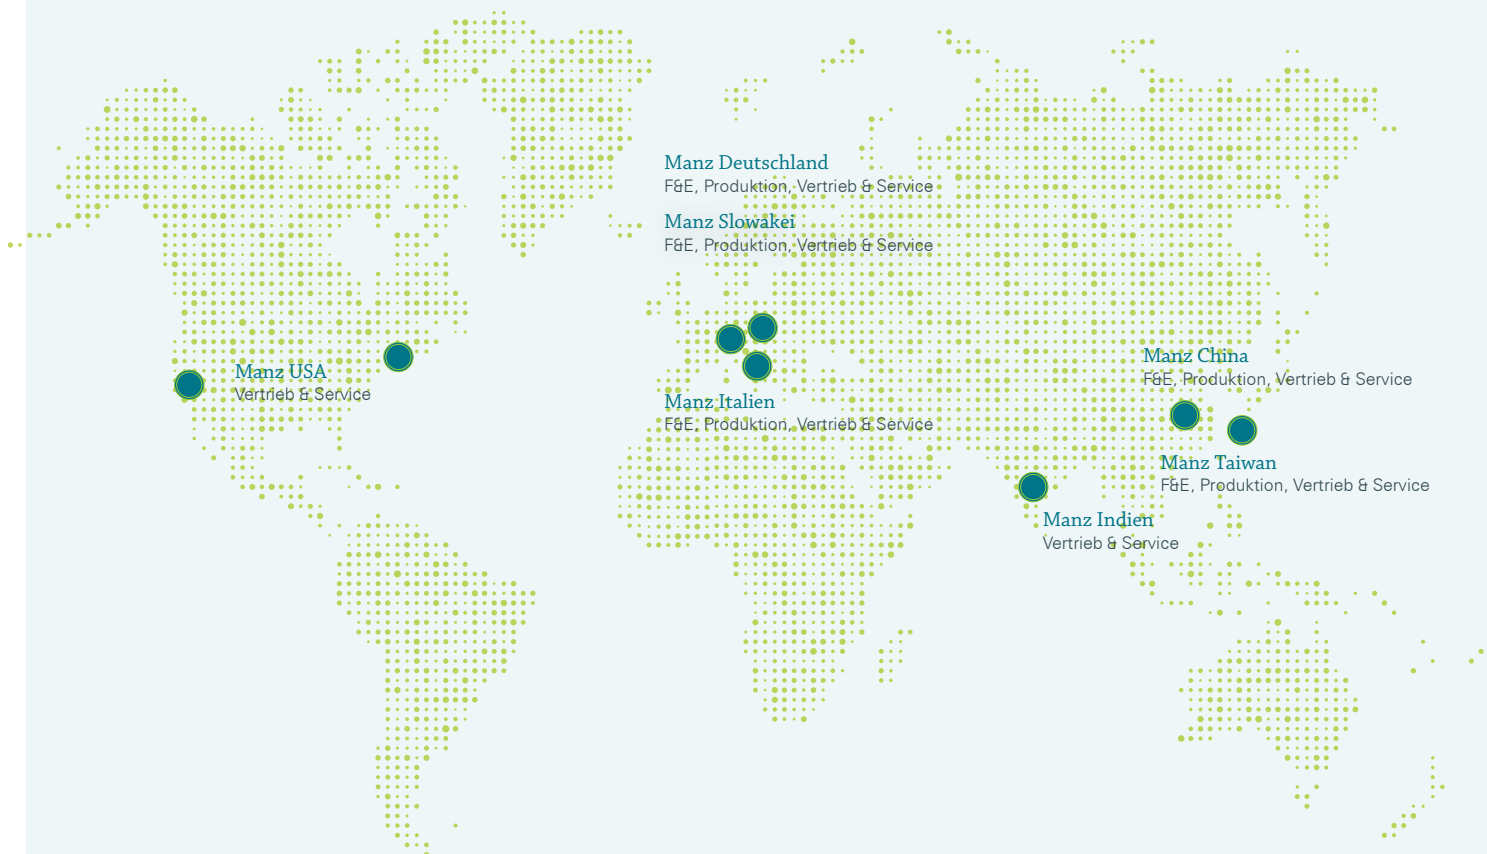 Manz Deutschland
F&E, Produktion, Vertrieb & Service
Manz Slowakei
F&E, Produktion, Vertrieb & Service
Manz USA
Vertrieb & Service
Manz Italien
F&E, Produktion, Vertrieb & Service
Manz China
F&E, Produktion, Vertrieb & Service
Manz Taiwan
F&E, Produktion, Vertrieb & Service
Manz Indien
Vertrieb & Service